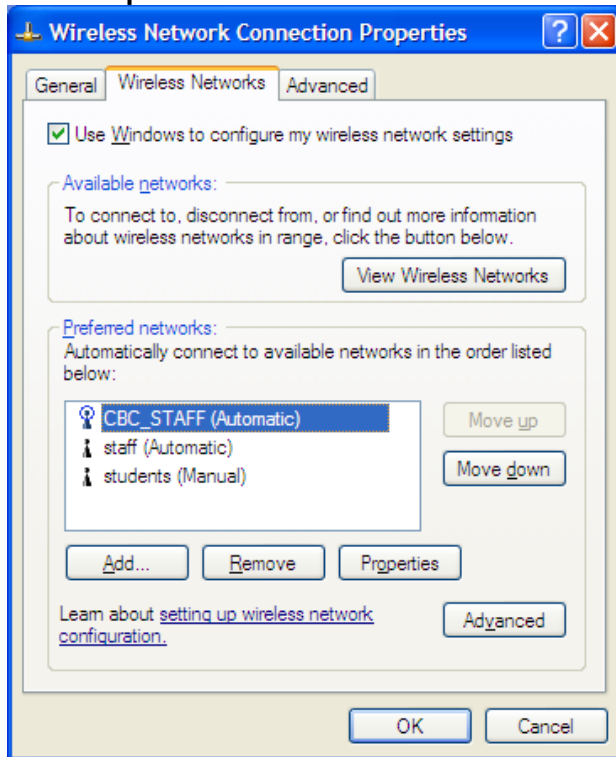 Wireless Network Connection Properties
General Wireless Networks Advanced
Use Windows to configure my wireless network settings
Available networks:
To connect to, disconnect from, or find out more information
about wireless networks in range, click the button below.
View Wireless Networks
Preferred networks:
Automatically connect to available networks in the order listed
below:
CBC_STAFF (Automatic)
staff (Automatic)
students (Manual)
Move up
Move down
Add... Remove Properties
Learn about setting up wireless network
configuration.
Advanced
OK Cancel